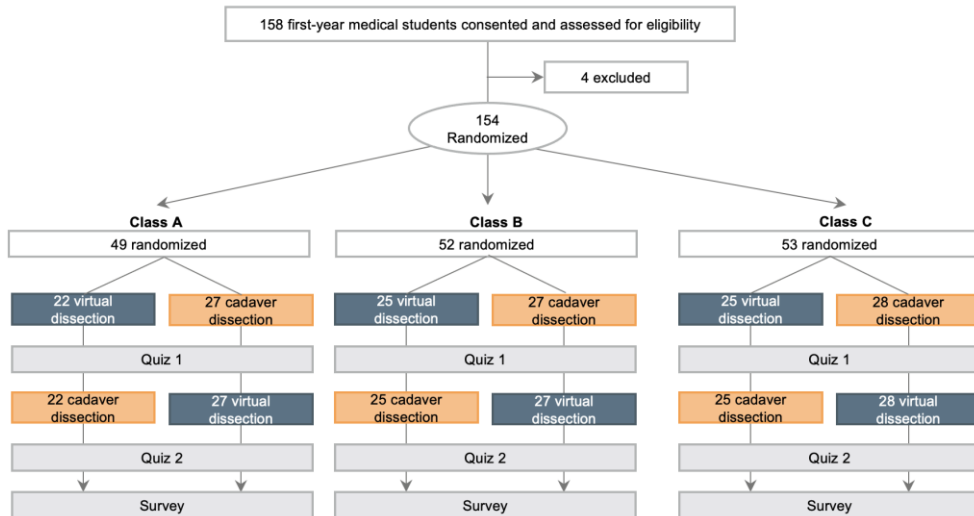 158 first-year medical students consented and assessed for eligibility
4 excluded
154
Randomized
Class A
49 randomized
Class B
52 randomized
Class C
53 randomized
22 virtual
dissection
27 cadaver
dissection
25 virtual
dissection
27 cadaver
dissection
25 virtual
dissection
28 cadaver
dissection
Quiz 1
Quiz 1
Quiz 1
22 cadaver
dissection
27 virtual
dissection
25 cadaver
dissection
27 virtual
dissection
25 cadaver
dissection
28 virtual
dissection
Quiz 2
Quiz 2
Quiz 2
Survey
Survey
Survey